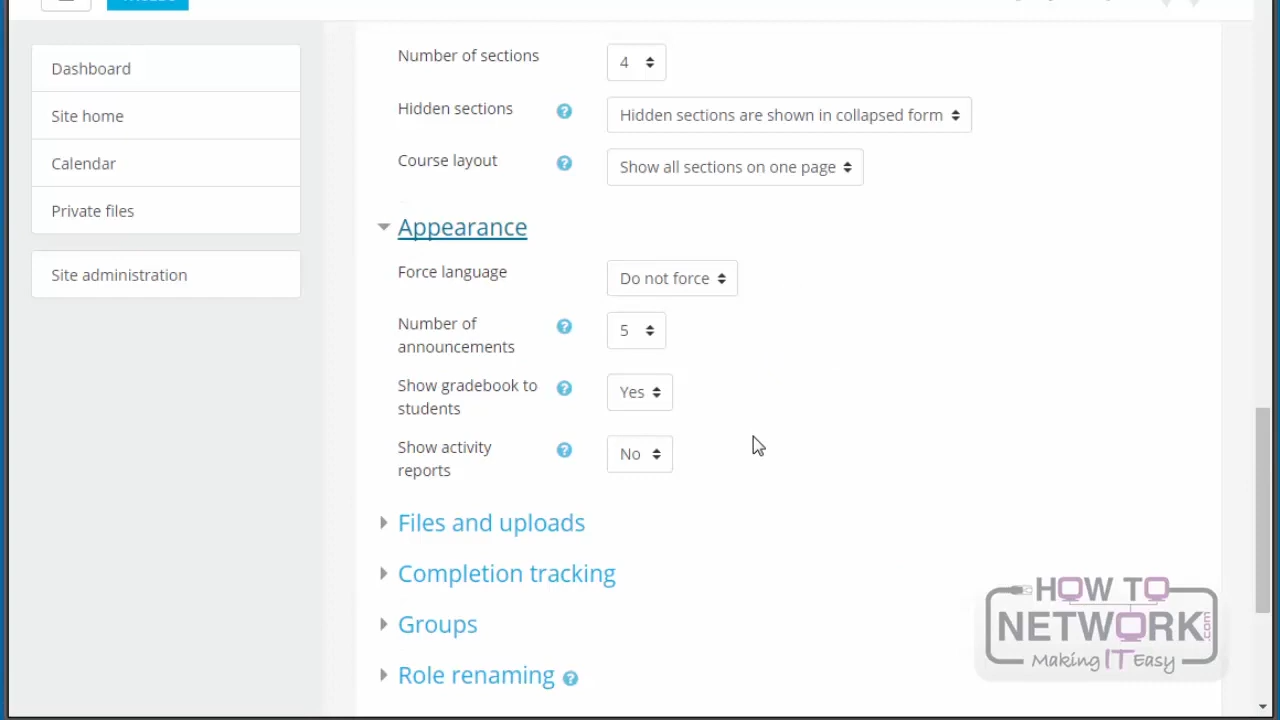 Number of sections
4
Hidden sections
Hidden sections are shown in collapsed form
Course layout
Show all sections on one page
Dashboard
Site home
Calendar
Private files
Site administration
Appearance
Force language
Do not force
Number of
announcements
5
Show gradebook to
students
Yes
Show activity
reports
No
Files and uploads
Completion tracking
Groups
Role renaming
HOW TO
NETWORK.com
Making IT Easy